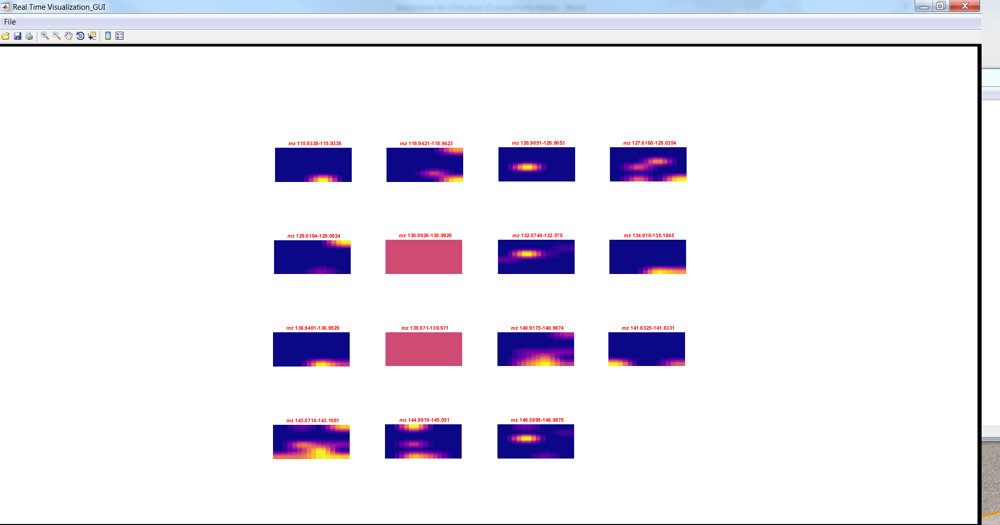 Real Time Visualization_GUI
File
mz 115.9338-115.9338
mz 118.9421-118.9423
mz 126.9051-126.9053
mz 127.6168-128.0354
mz 129.0194-129.0924
mz 130.9926-130.9926
mz 132.5744-132.575
mz 134.916-135.1045
mz 136.9401-136.9529
mz 139.971-139.971
mz 140.9175-140.9674
mz 141.6325-141.6331
mz 143.0714-143.1081
mz 144.9919-145.051
mz 146.5898-146.9875